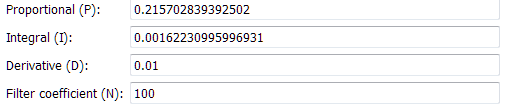 Proportional (P): 0.215702839392502
Integral (I): 0.00162230995996931
Derivative (D): 0.01
Filter coefficient (N): 100